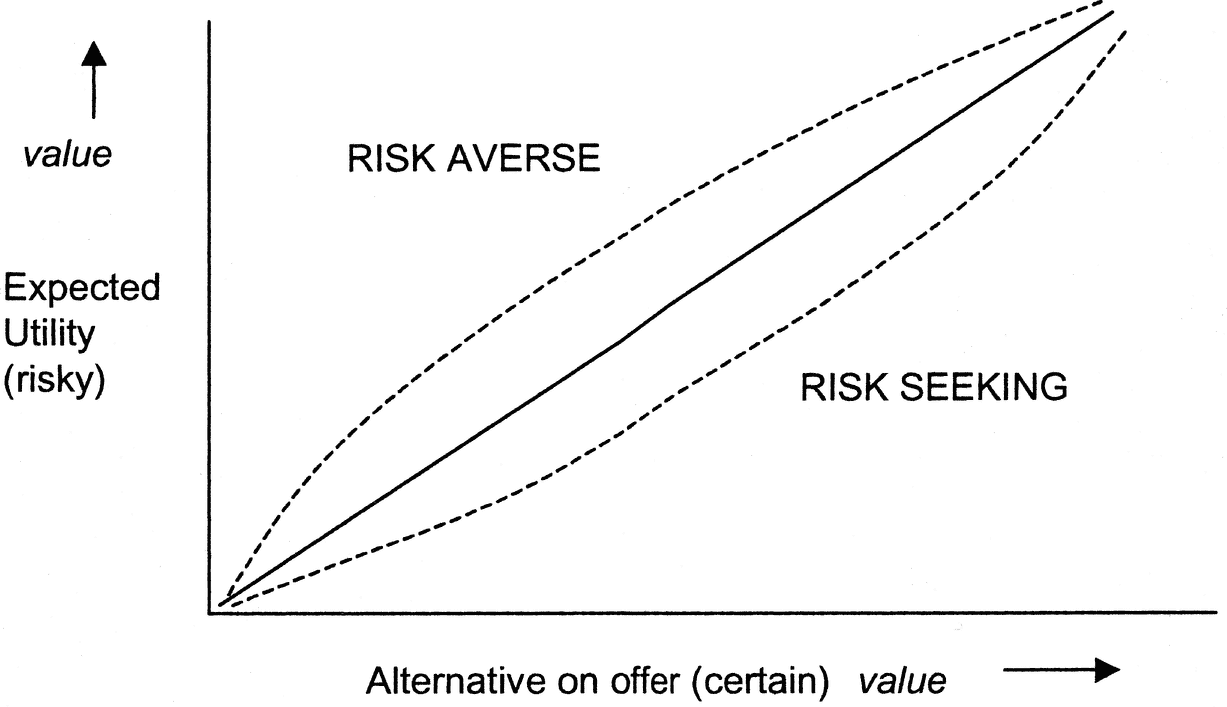 value
RISK AVERSE
Expected
Utility
(risky)
RISK SEEKING
Alternative on offer (certain) value